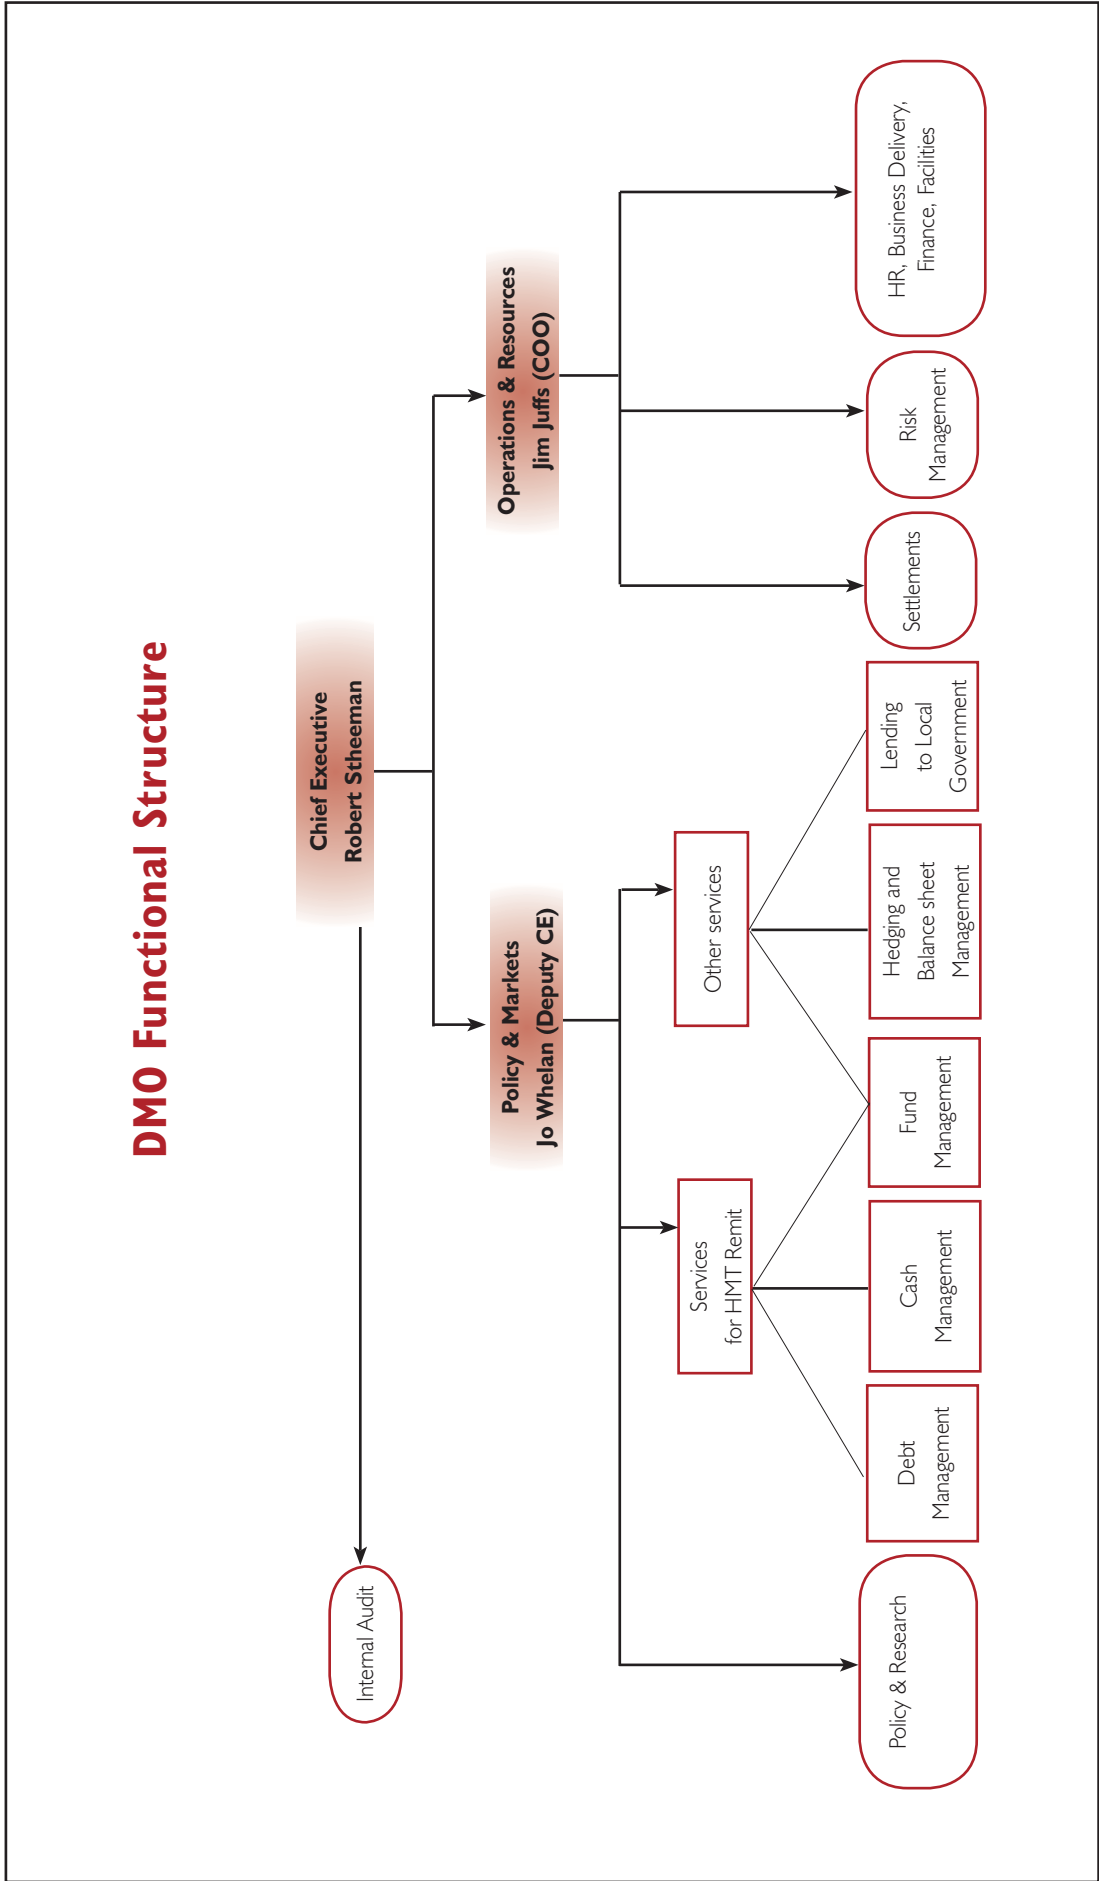 DMO Functional Structure
Chief Executive
Robert Stheeman
Internal Audit
Policy & Markets
Jo Whelan (Deputy CE)
Operations & Resources
Jim Juffs (COO)
Services
for HMT Remit
Other services
Policy & Research
Debt
Management
Cash
Management
Fund
Management
Hedging and
Balance sheet
Management
Lending
to Local
Government
Settlements
Risk
Management
HR, Business Delivery,
Finance, Facilities